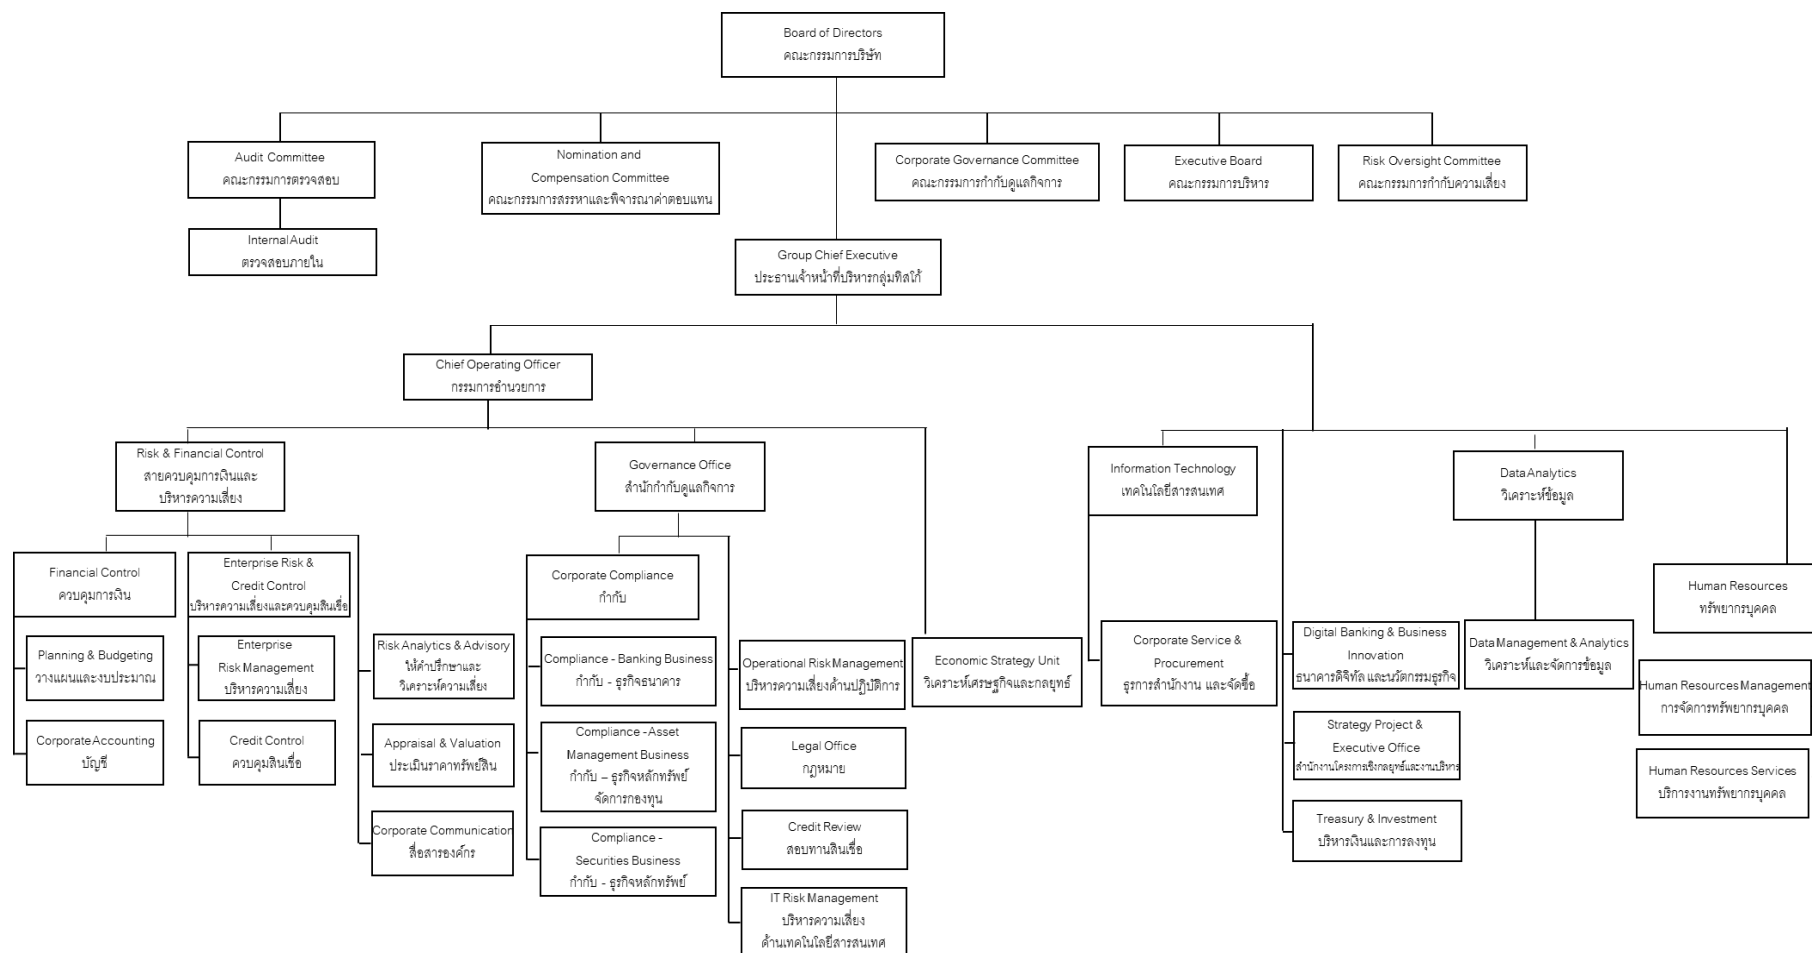 Board of Directors
คณะกรรมการบริษัท
Audit Committee
คณะกรรมการตรวจสอบ
Nomination and
Compensation Committee
คณะกรรมการสรรหาและพิจารณาค่าตอบแทน
Corporate Governance Committee
คณะกรรมการกำกับดูแลกิจการ
Executive Board
คณะกรรมการบริหาร
Risk Oversight Committee
คณะกรรมการกำกับความเสี่ยง
Internal Audit
ตรวจสอบภายใน
Group Chief Executive
ประธานเจ้าหน้าที่บริหารกลุ่มทิสโก้
Chief Operating Officer
กรรมการอำนวยการ
Risk & Financial Control
สายควบคุมการเงินและ
บริหารความเสี่ยง
Governance Office
สำนักกำกับดูแลกิจการ
Information Technology
เทคโนโลยีสารสนเทศ
Data Analytics
วิเคราะห์ข้อมูล
Financial Control
ควบคุมการเงิน
Enterprise Risk &
Credit Control
บริหารความเสี่ยงและควบคุมสินเชื่อ
Corporate Compliance
กำกับ
Human Resources
ทรัพยากรบุคคล
Planning & Budgeting
วางแผนและงบประมาณ
Enterprise
Risk Management
บริหารความเสี่ยง
Risk Analytics & Advisory
ให้คำปรึกษาและ
วิเคราะห์ความเสี่ยง
Compliance - Banking Business
กำกับ - ธุรกิจธนาคาร
Operational Risk Management
บริหารความเสี่ยงด้านปฏิบัติการ
Economic Strategy Unit
วิเคราะห์เศรษฐกิจและกลยุทธ์
Corporate Service &
Procurement
ธุรการสำนักงาน และจัดซื้อ
Digital Banking & Business
Innovation
ธนาคารดิจิทัล และนวัตกรรมธุรกิจ
Data Management & Analytics
วิเคราะห์และจัดการข้อมูล
Human Resources Management
การจัดการทรัพยากรบุคคล
Corporate Accounting
บัญชี
Credit Control
ควบคุมสินเชื่อ
Appraisal & Valuation
ประเมินราคาทรัพย์สิน
Compliance - Asset
Management Business
กำกับ – ธุรกิจหลักทรัพย์
จัดการกองทุน
Legal Office
กฎหมาย
Strategy Project &
Executive Office
สำนักงานโครงการเชิงกลยุทธ์และงานบริหาร
Human Resources Services
บริการงานทรัพยากรบุคคล
Corporate Communication
สื่อสารองค์กร
Compliance -
Securities Business
กำกับ - ธุรกิจหลักทรัพย์
Credit Review
สอบทานสินเชื่อ
Treasury & Investment
บริหารเงินและการลงทุน
IT Risk Management
บริหารความเสี่ยง
ด้านเทคโนโลยีสารสนเทศ